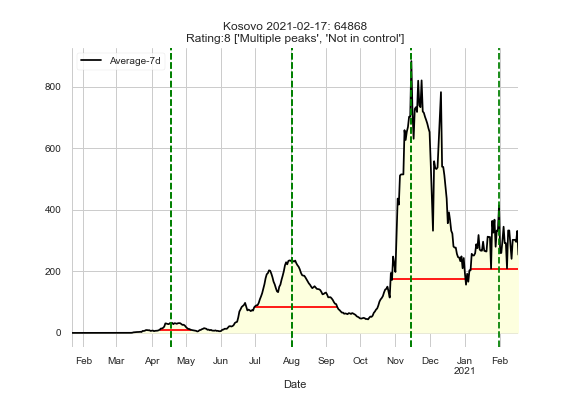 Kosovo 2021-02-17: 64868
Rating:8 ['Multiple peaks', 'Not in control']
Average-7d
800
600
400
200
0
Feb Mar Apr May Jun Jul Aug Sep Oct Nov Dec Jan Feb
2021
Date